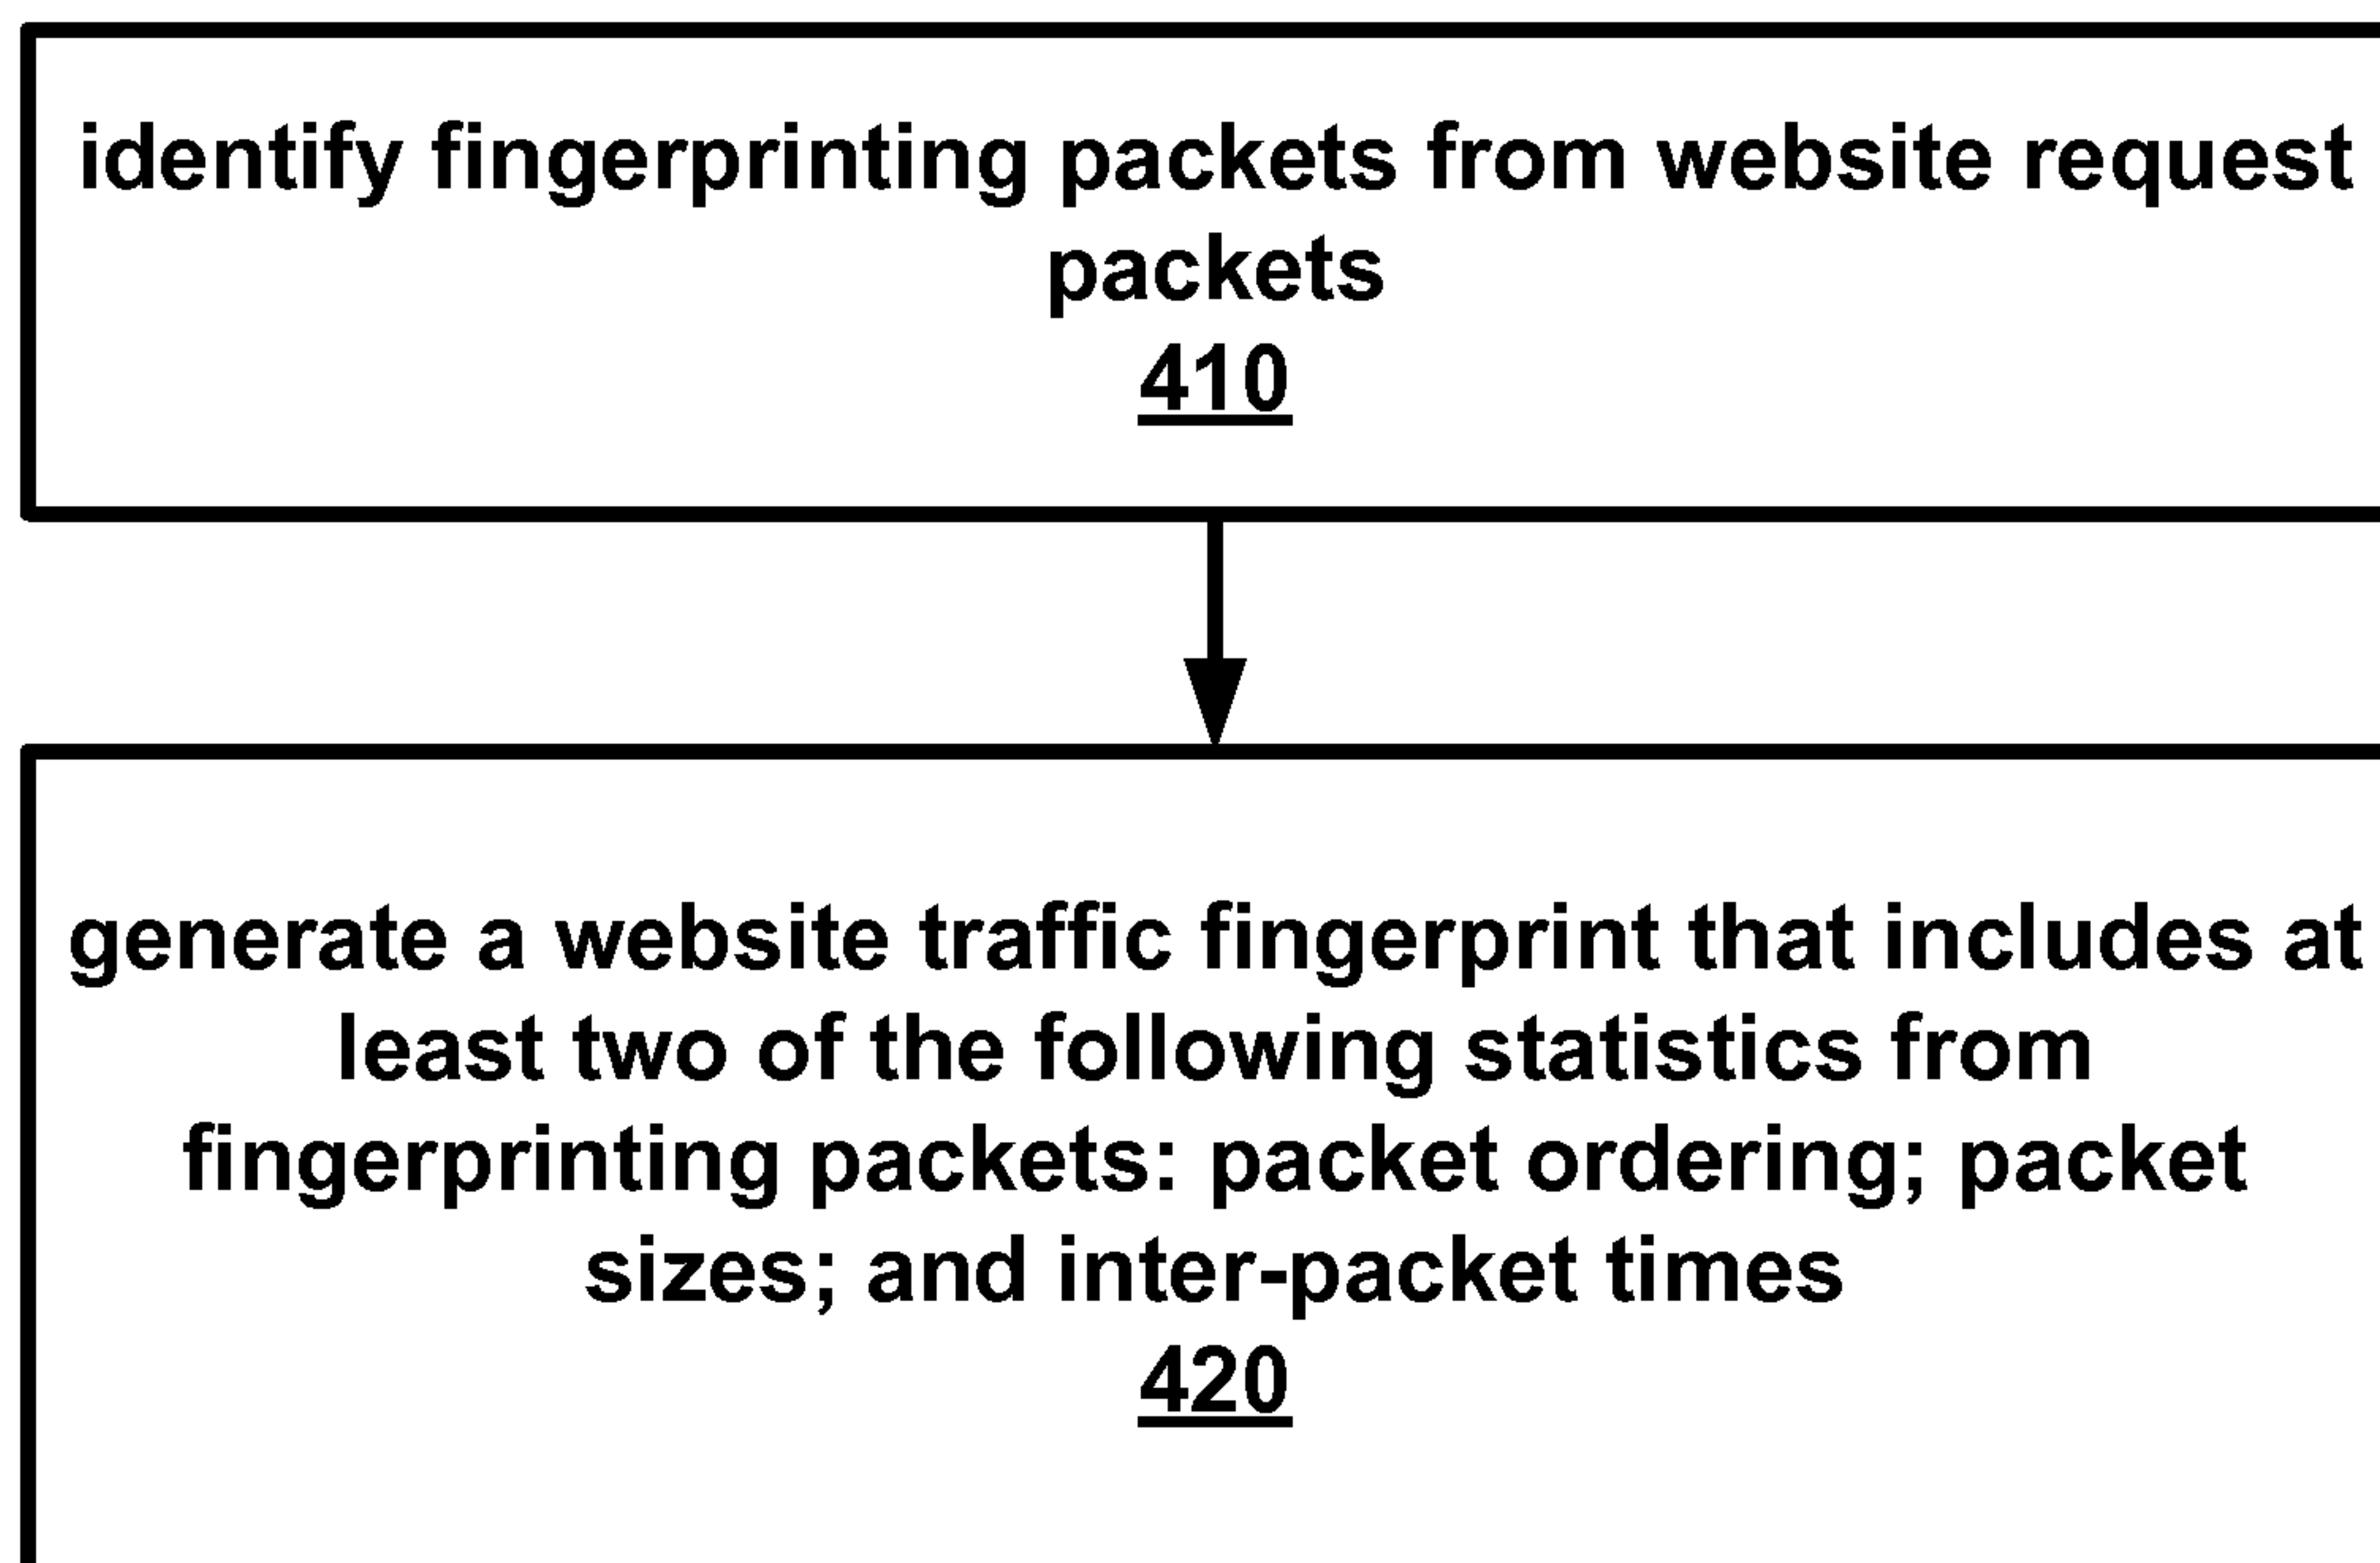 identify fingerprinting packets from website request
packets
410
generate a website traffic fingerprint that includes at
least two of the following statistics from
fingerprinting packets: packet ordering; packet
sizes; and inter-packet times
420